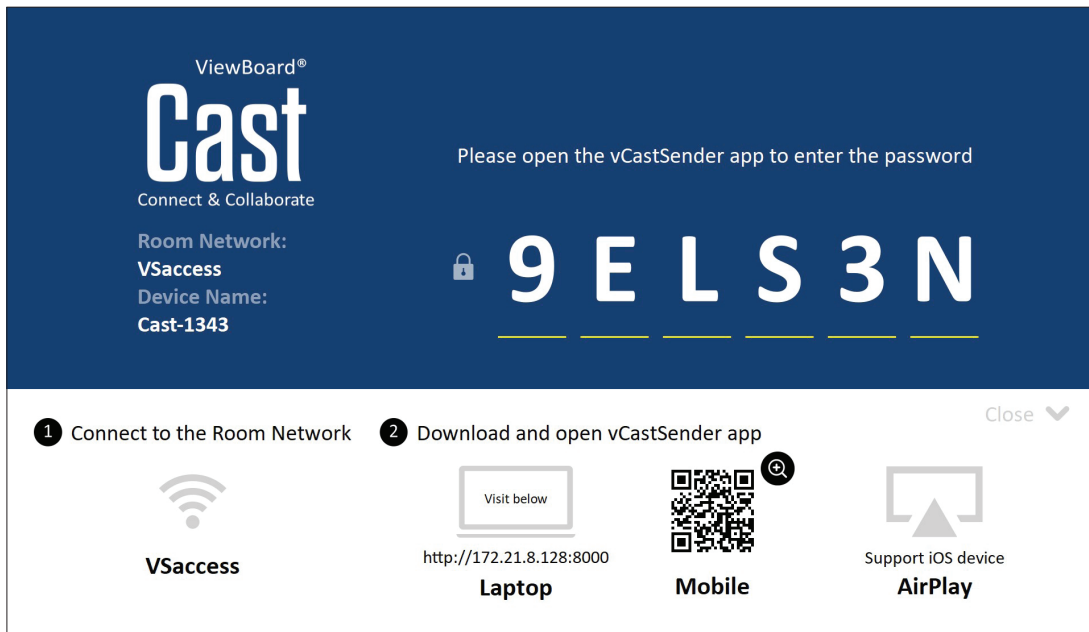 ViewBoard®
Cast
Connect & Collaborate
Room Network:
VSaccess
Device Name:
Cast-1343
Please open the vCastSender app to enter the password
9 E L S 3 N
Close
1 Connect to the Room Network
VSaccess
2 Download and open vCastSender app
Visit below
http://172.21.8.128:8000
Laptop
Mobile
Support iOS device
AirPlay